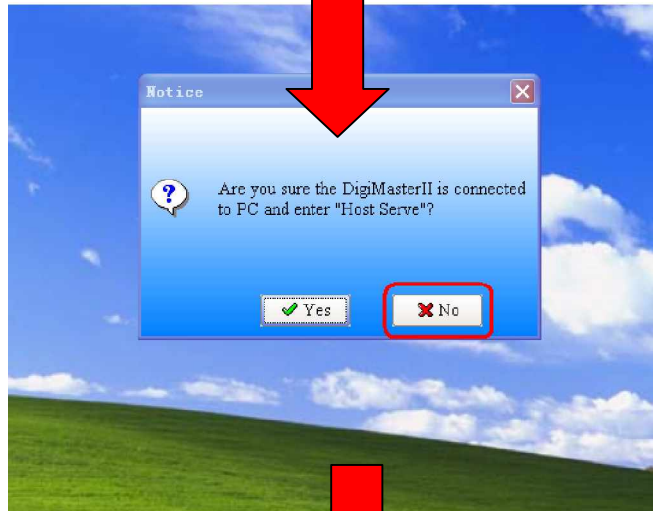 Notice
Are you sure the DigiMasterII is connected
to PC and enter "Host Serve"?
Yes
No